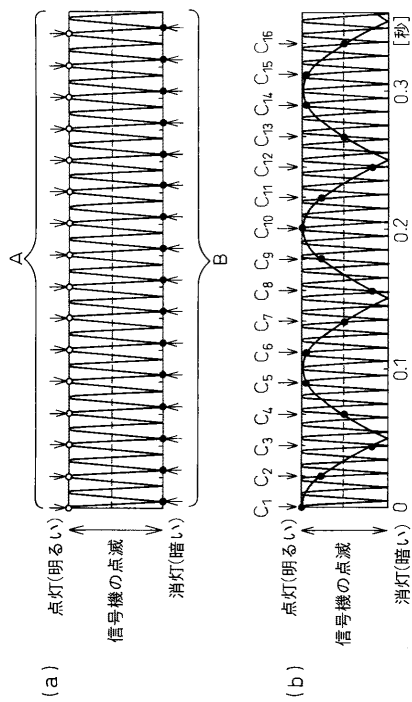 (a)
点灯(明るい)
信号機の点滅
消灯(暗い)
A
B
(b)
点灯(明るい)
信号機の点滅
消灯(暗い)
C₁ C₂ C₃ C₄ C₅ C₆ C₇ C₈ C₉ C₁₀ C₁₁ C₁₂ C₁₃ C₁₄ C₁₅ C₁₆
0 0.1 0.2 0.3 [秒]